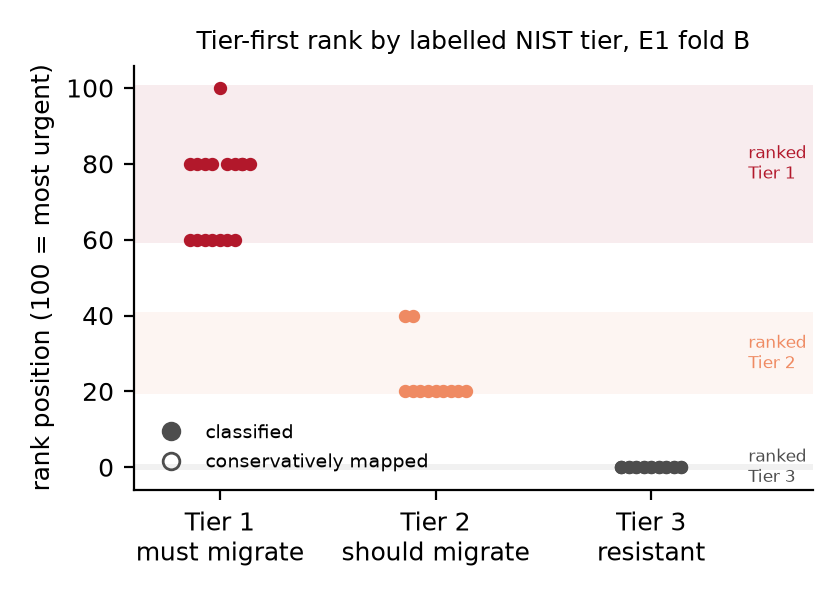 Tier-first rank by labelled NIST tier, E1 fold B
rank position (100 = most urgent)
100
80
60
40
20
0
ranked
Tier 1
ranked
Tier 2
ranked
Tier 3
classified
conservatively mapped
Tier 1
must migrate
Tier 2
should migrate
Tier 3
resistant